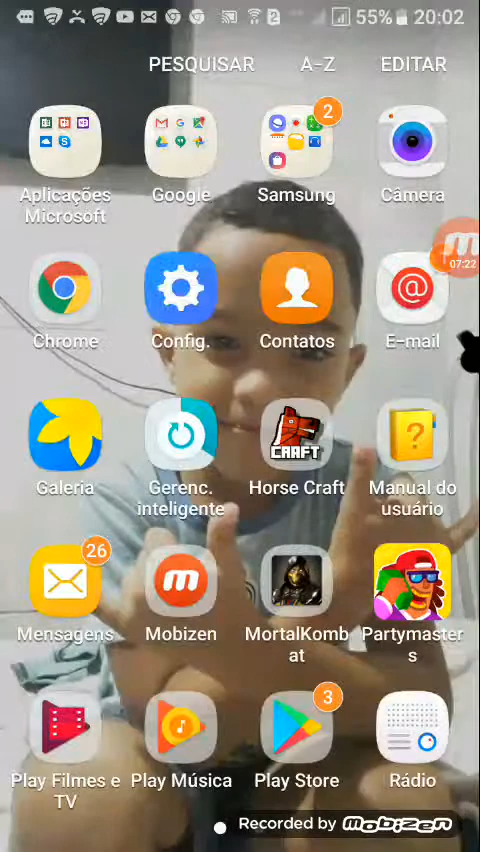 55% 20:02
PESQUISAR A-Z EDITAR
2
Aplicações
Microsoft
Google
Samsung
Câmera
07:22
Chrome
Config.
Contatos
E-mail
CRAFT
Galeria
Gerenc.
inteligente
Horse Craft
Manual do
usuário
26
Mensagens
Mobizen
MortalKomb
at
Partymaster
s
3
Play Filmes e
TV
Play Música
Play Store
Rádio
Recorded by mobizen